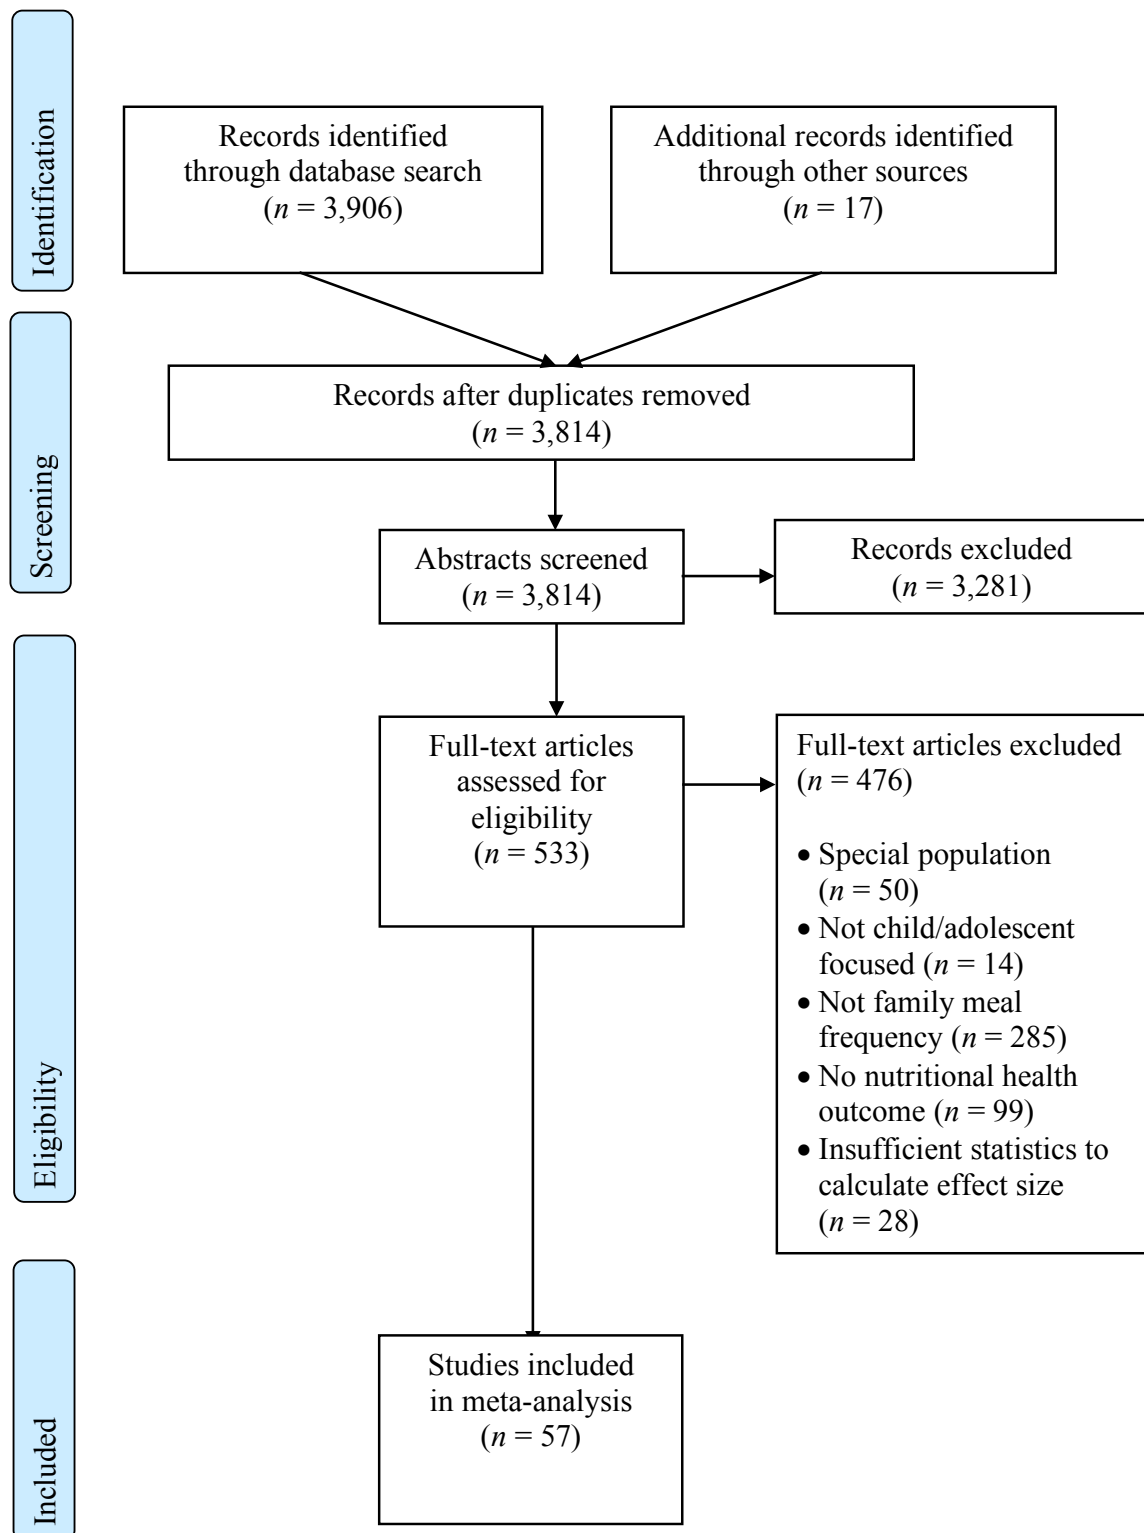 Identification
Records identified
through database search
(n = 3,906)
Additional records identified
through other sources
(n = 17)
Screening
Records after duplicates removed
(n = 3,814)
Abstracts screened
(n = 3,814)
Records excluded
(n = 3,281)
Eligibility
Full-text articles
assessed for
eligibility
(n = 533)
Full-text articles excluded
(n = 476)
• Special population
(n = 50)
• Not child/adolescent
focused (n = 14)
• Not family meal
frequency (n = 285)
• No nutritional health
outcome (n = 99)
• Insufficient statistics to
calculate effect size
(n = 28)
Included
Studies included
in meta-analysis
(n = 57)